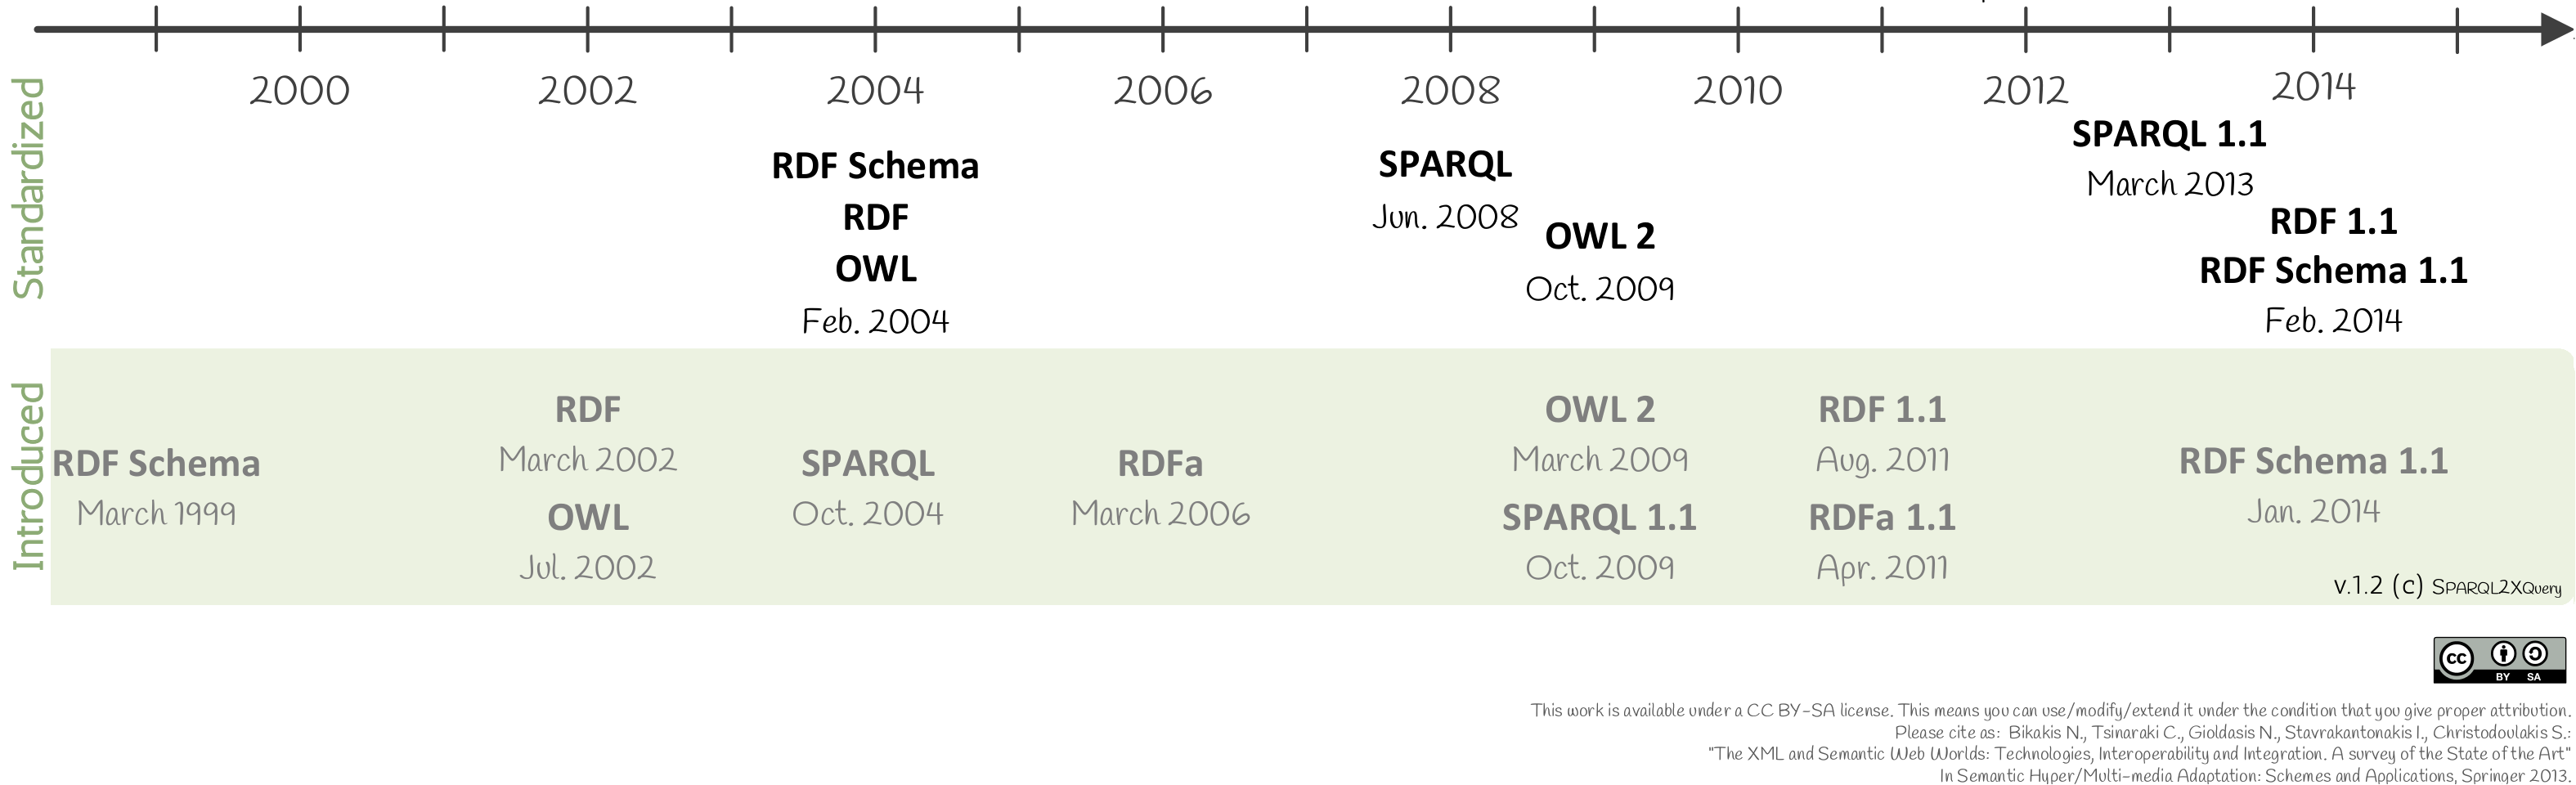 2000 2002 2004 2006 2008 2010 2012 2014
Standardized
RDF Schema
RDF
OWL
Feb. 2004
SPARQL
Jun. 2008
OWL 2
Oct. 2009
SPARQL 1.1
March 2013
RDF 1.1
RDF Schema 1.1
Feb. 2014
Introduced
RDF Schema
March 1999
RDF
March 2002
OWL
Jul. 2002
SPARQL
Oct. 2004
RDFa
March 2006
OWL 2
March 2009
SPARQL 1.1
Oct. 2009
RDF 1.1
Aug. 2011
RDFa 1.1
Apr. 2011
RDF Schema 1.1
Jan. 2014
v.1.2 (c) SPARQL2XQuery
cc BY SA
This work is available under a CC BY-SA license. This means you can use/modify/extend it under the condition that you give proper attribution.
Please cite as: Bikakis N., Tsinaraki C., Gioldasis N., Stavrakantonakis I., Christodoulakis S.:
"The XML and Semantic Web Worlds: Technologies, Interoperability and Integration. A survey of the State of the Art"
In Semantic Hyper/Multi-media Adaptation: Schemes and Applications, Springer 2013.